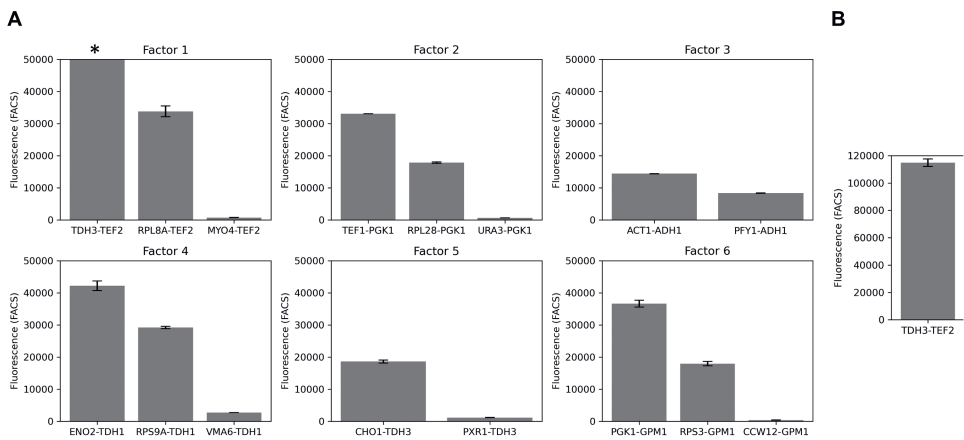 A
B
*
Factor 1
Fluorescence (FACS)
50000
40000
30000
20000
10000
0
TDH3-TEF2 RPL8A-TEF2 MYO4-TEF2
Factor 2
Fluorescence (FACS)
50000
40000
30000
20000
10000
0
TEF1-PGK1 RPL28-PGK1 URA3-PGK1
Factor 3
Fluorescence (FACS)
50000
40000
30000
20000
10000
0
ACT1-ADH1 PFY1-ADH1
Factor 4
Fluorescence (FACS)
50000
40000
30000
20000
10000
0
ENO2-TDH1 RPS9A-TDH1 VMA6-TDH1
Factor 5
Fluorescence (FACS)
50000
40000
30000
20000
10000
0
CHO1-TDH3 PXR1-TDH3
Factor 6
Fluorescence (FACS)
50000
40000
30000
20000
10000
0
PGK1-GPM1 RPS3-GPM1 CCW12-GPM1
Fluorescence (FACS)
120000
100000
80000
60000
40000
20000
0
TDH3-TEF2